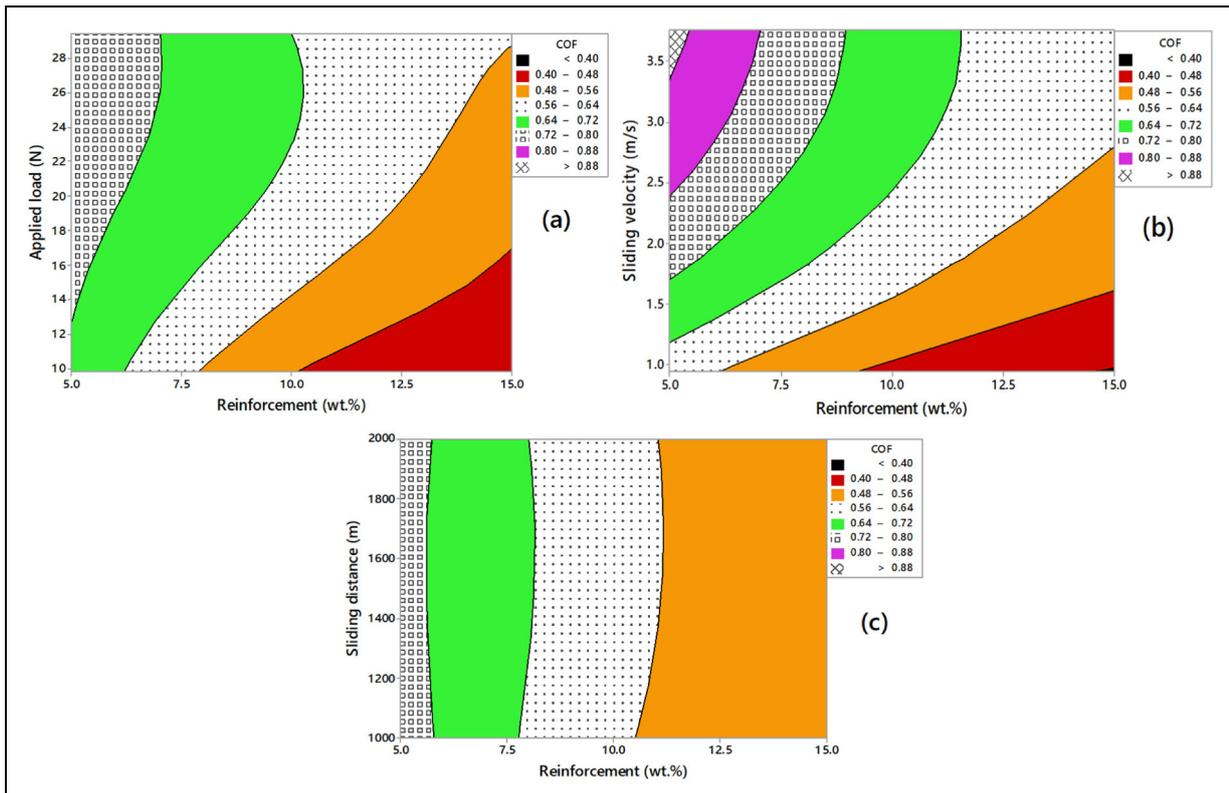 COF
< 0.40
0.40 – 0.48
0.48 – 0.56
0.56 – 0.64
0.64 – 0.72
0.72 – 0.80
0.80 – 0.88
> 0.88
28
26
24
22
20
18
16
14
12
10
Applied load (N)
5.0 7.5 10.0 12.5 15.0
Reinforcement (wt.%)
(a)
COF
< 0.40
0.40 – 0.48
0.48 – 0.56
0.56 – 0.64
0.64 – 0.72
0.72 – 0.80
0.80 – 0.88
> 0.88
3.5
3.0
2.5
2.0
1.5
1.0
Sliding velocity (m/s)
5.0 7.5 10.0 12.5 15.0
Reinforcement (wt.%)
(b)
COF
< 0.40
0.40 – 0.48
0.48 – 0.56
0.56 – 0.64
0.64 – 0.72
0.72 – 0.80
0.80 – 0.88
> 0.88
2000
1800
1600
1400
1200
1000
Sliding distance (m)
5.0 7.5 10.0 12.5 15.0
Reinforcement (wt.%)
(c)